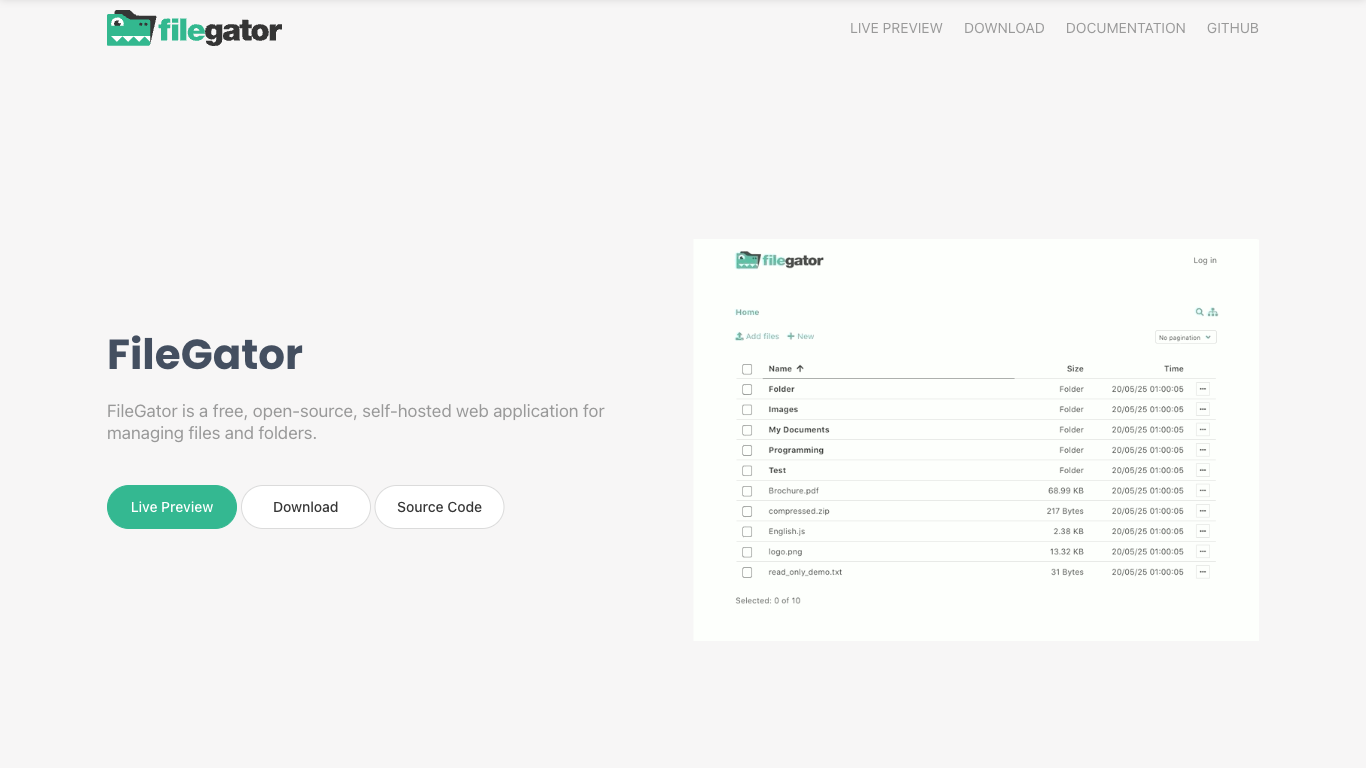 filegator
LIVE PREVIEW DOWNLOAD DOCUMENTATION GITHUB
FileGator
FileGator is a free, open-source, self-hosted web application for
managing files and folders.
Live Preview Download Source Code
filegator
Log in
Home
Add files New
No pagination
Name Size Time
Folder Folder 20/05/25 01:00:05
Images Folder 20/05/25 01:00:05
My Documents Folder 20/05/25 01:00:05
Programming Folder 20/05/25 01:00:05
Test Folder 20/05/25 01:00:05
Brochure.pdf 68.99 KB 20/05/25 01:00:05
compressed.zip 217 Bytes 20/05/25 01:00:05
English.js 2.38 KB 20/05/25 01:00:05
logo.png 13.32 KB 20/05/25 01:00:05
read_only_demo.txt 31 Bytes 20/05/25 01:00:05
Selected: 0 of 10